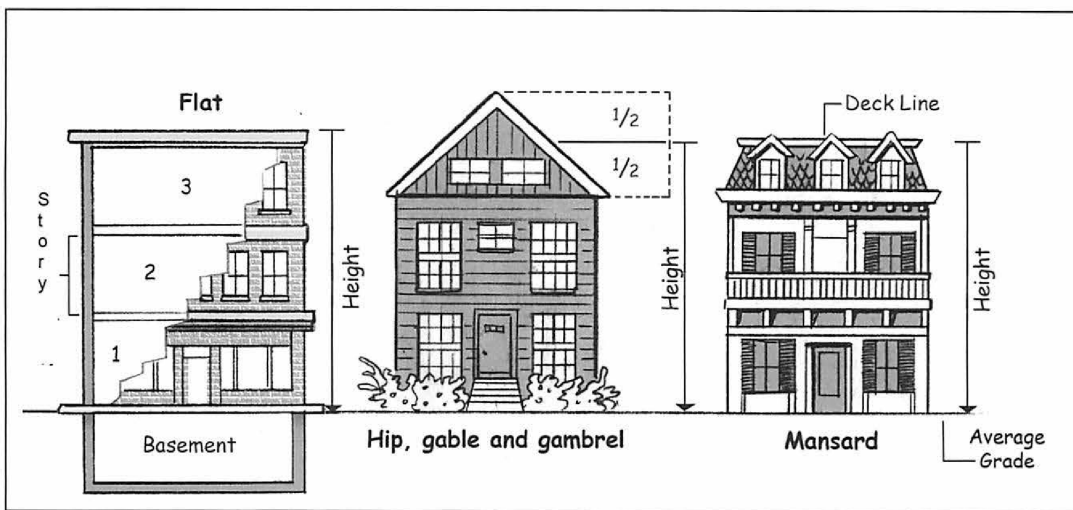 Flat
3
2
1
Story
Height
Basement
1/2
1/2
Height
Hip, gable and gambrel
Deck Line
Height
Mansard
Average
Grade